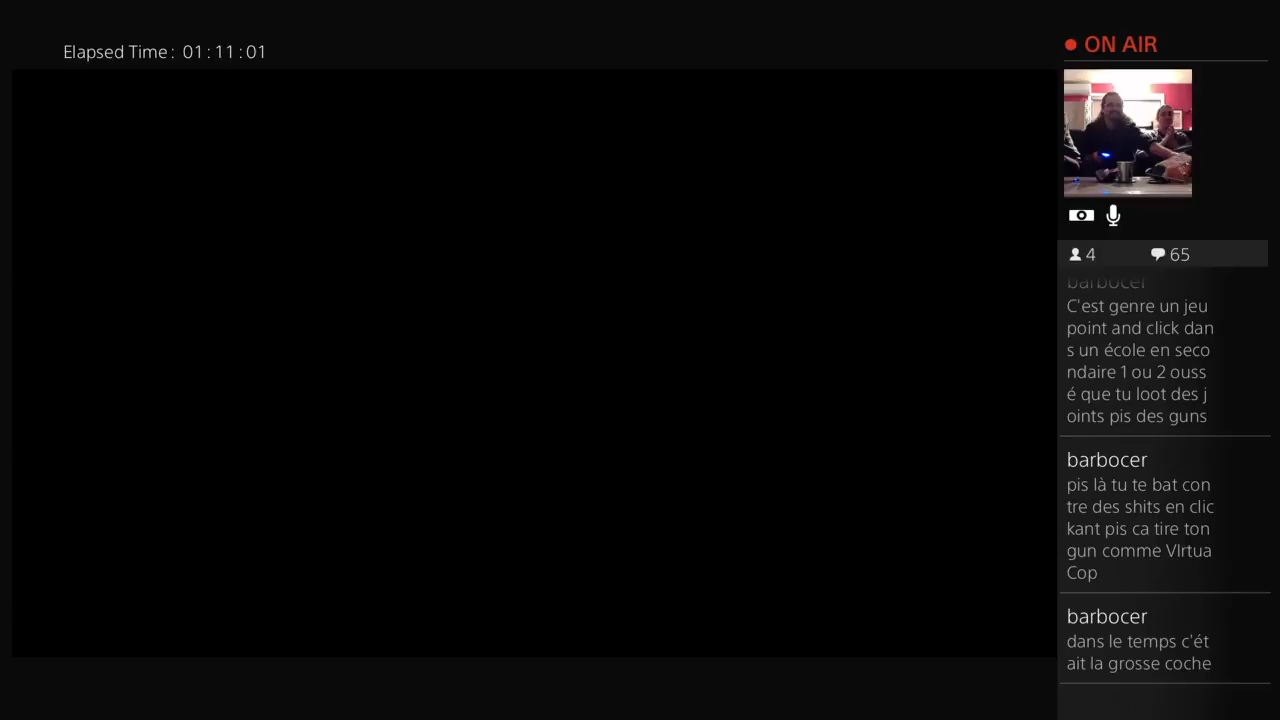 Elapsed Time: 01:11:01
ON AIR
4
65
barbocer
C'est genre un jeu
point and click dan
s un école en seco
ndaire 1 ou 2 ouss
é que tu loot des j
oints pis des guns
barbocer
pis là tu te bat con
tre des shits en clic
kant pis ca tire ton
gun comme VIrtua
Cop
barbocer
dans le temps c'ét
ait la grosse coche